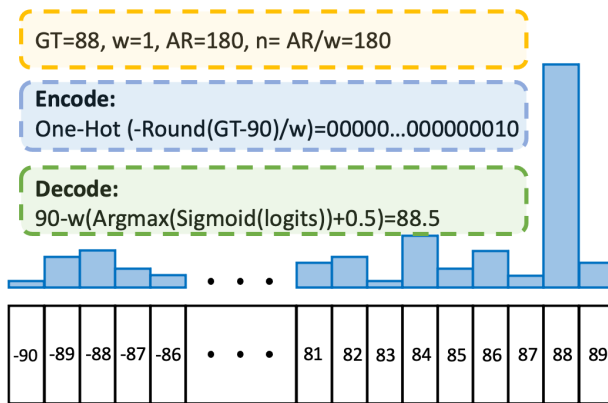 GT=88, w=1, AR=180, n= AR/w=180
Encode:
One-Hot (-Round(GT-90)/w)=00000...000000010
Decode:
90-w(Argmax(Sigmoid(logits))+0.5)=88.5
-90 -89 -88 -87 -86 • • • 81 82 83 84 85 86 87 88 89